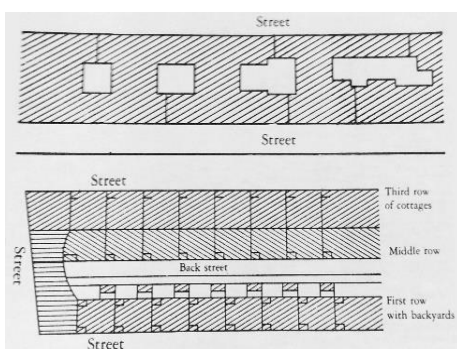 Street
Street
Street
Third row
of cottages
Street
Middle row
Back street
First row
with backyards
Street